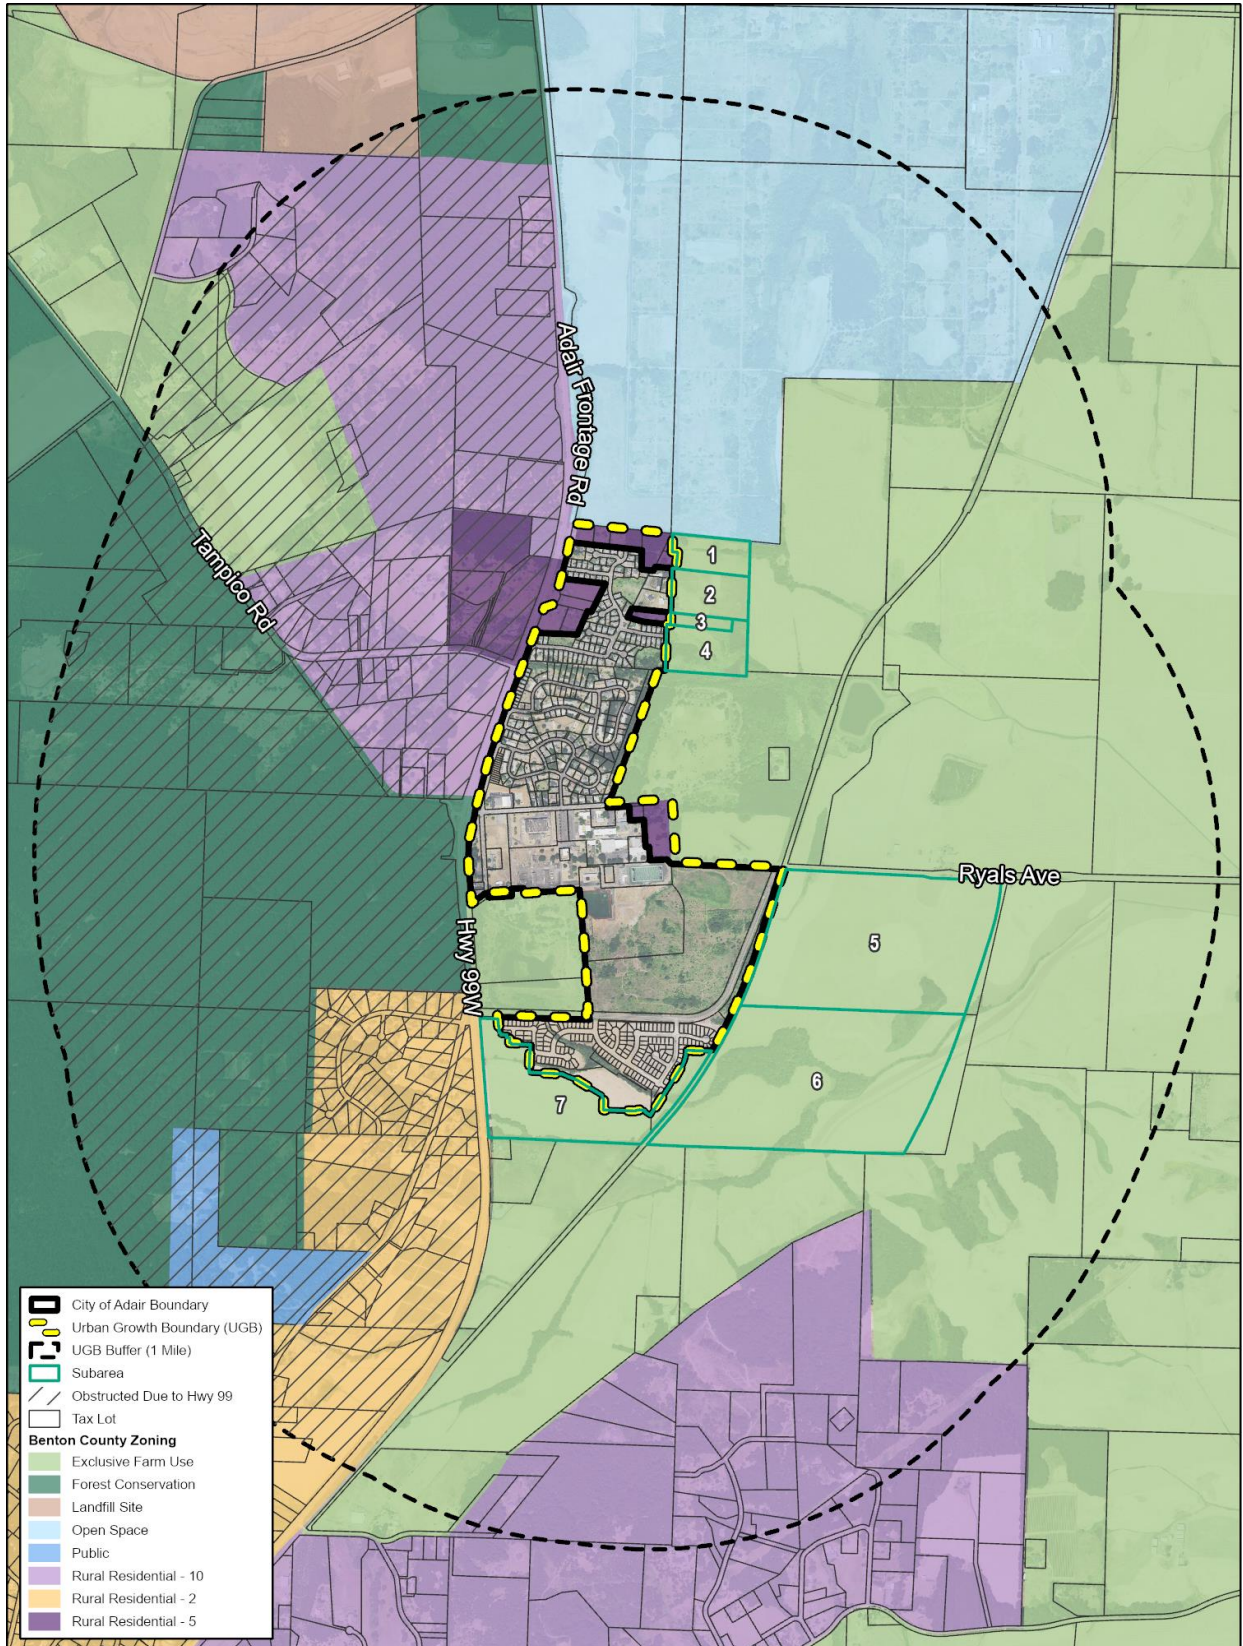 Adair Frontage Rd
Tampico Rd
1
2
3
4
Ryals Ave
5
Hwy 99W
6
7
City of Adair Boundary
Urban Growth Boundary (UGB)
UGB Buffer (1 Mile)
Subarea
Obstructed Due to Hwy 99
Tax Lot
Benton County Zoning
Exclusive Farm Use
Forest Conservation
Landfill Site
Open Space
Public
Rural Residential - 10
Rural Residential - 2
Rural Residential - 5